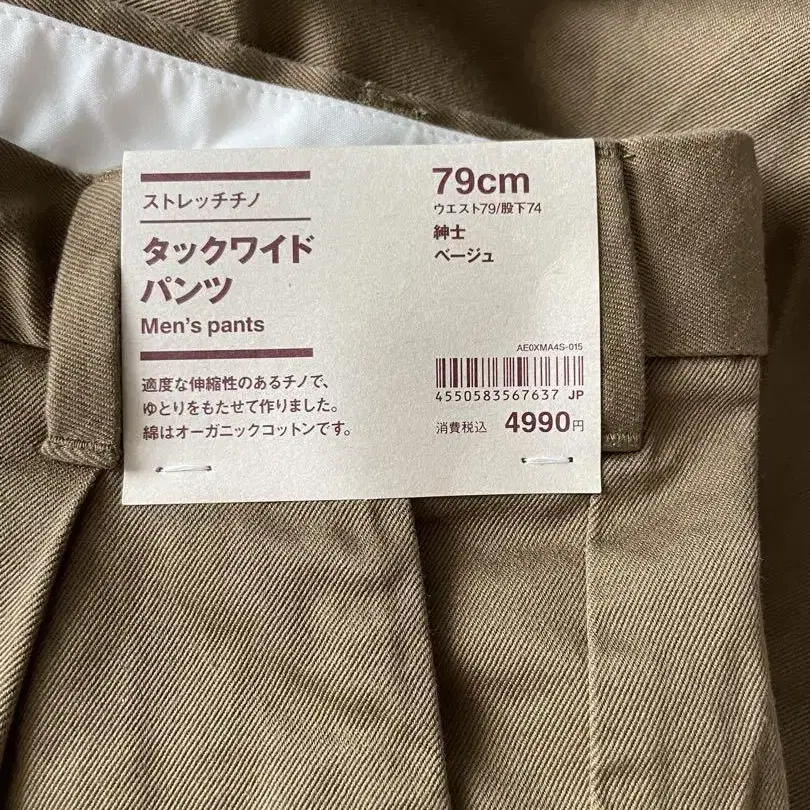 ストレッチチノ
タックワイド
パンツ
Men's pants
適度な伸縮性のあるチノで、
ゆとりをもたせて作りました。
綿はオーガニックコットンです。
79cm
ウエスト79/股下74
紳士
ベージュ
AE0XMA4S-015
4550583567637 JP
消費税込 4990円